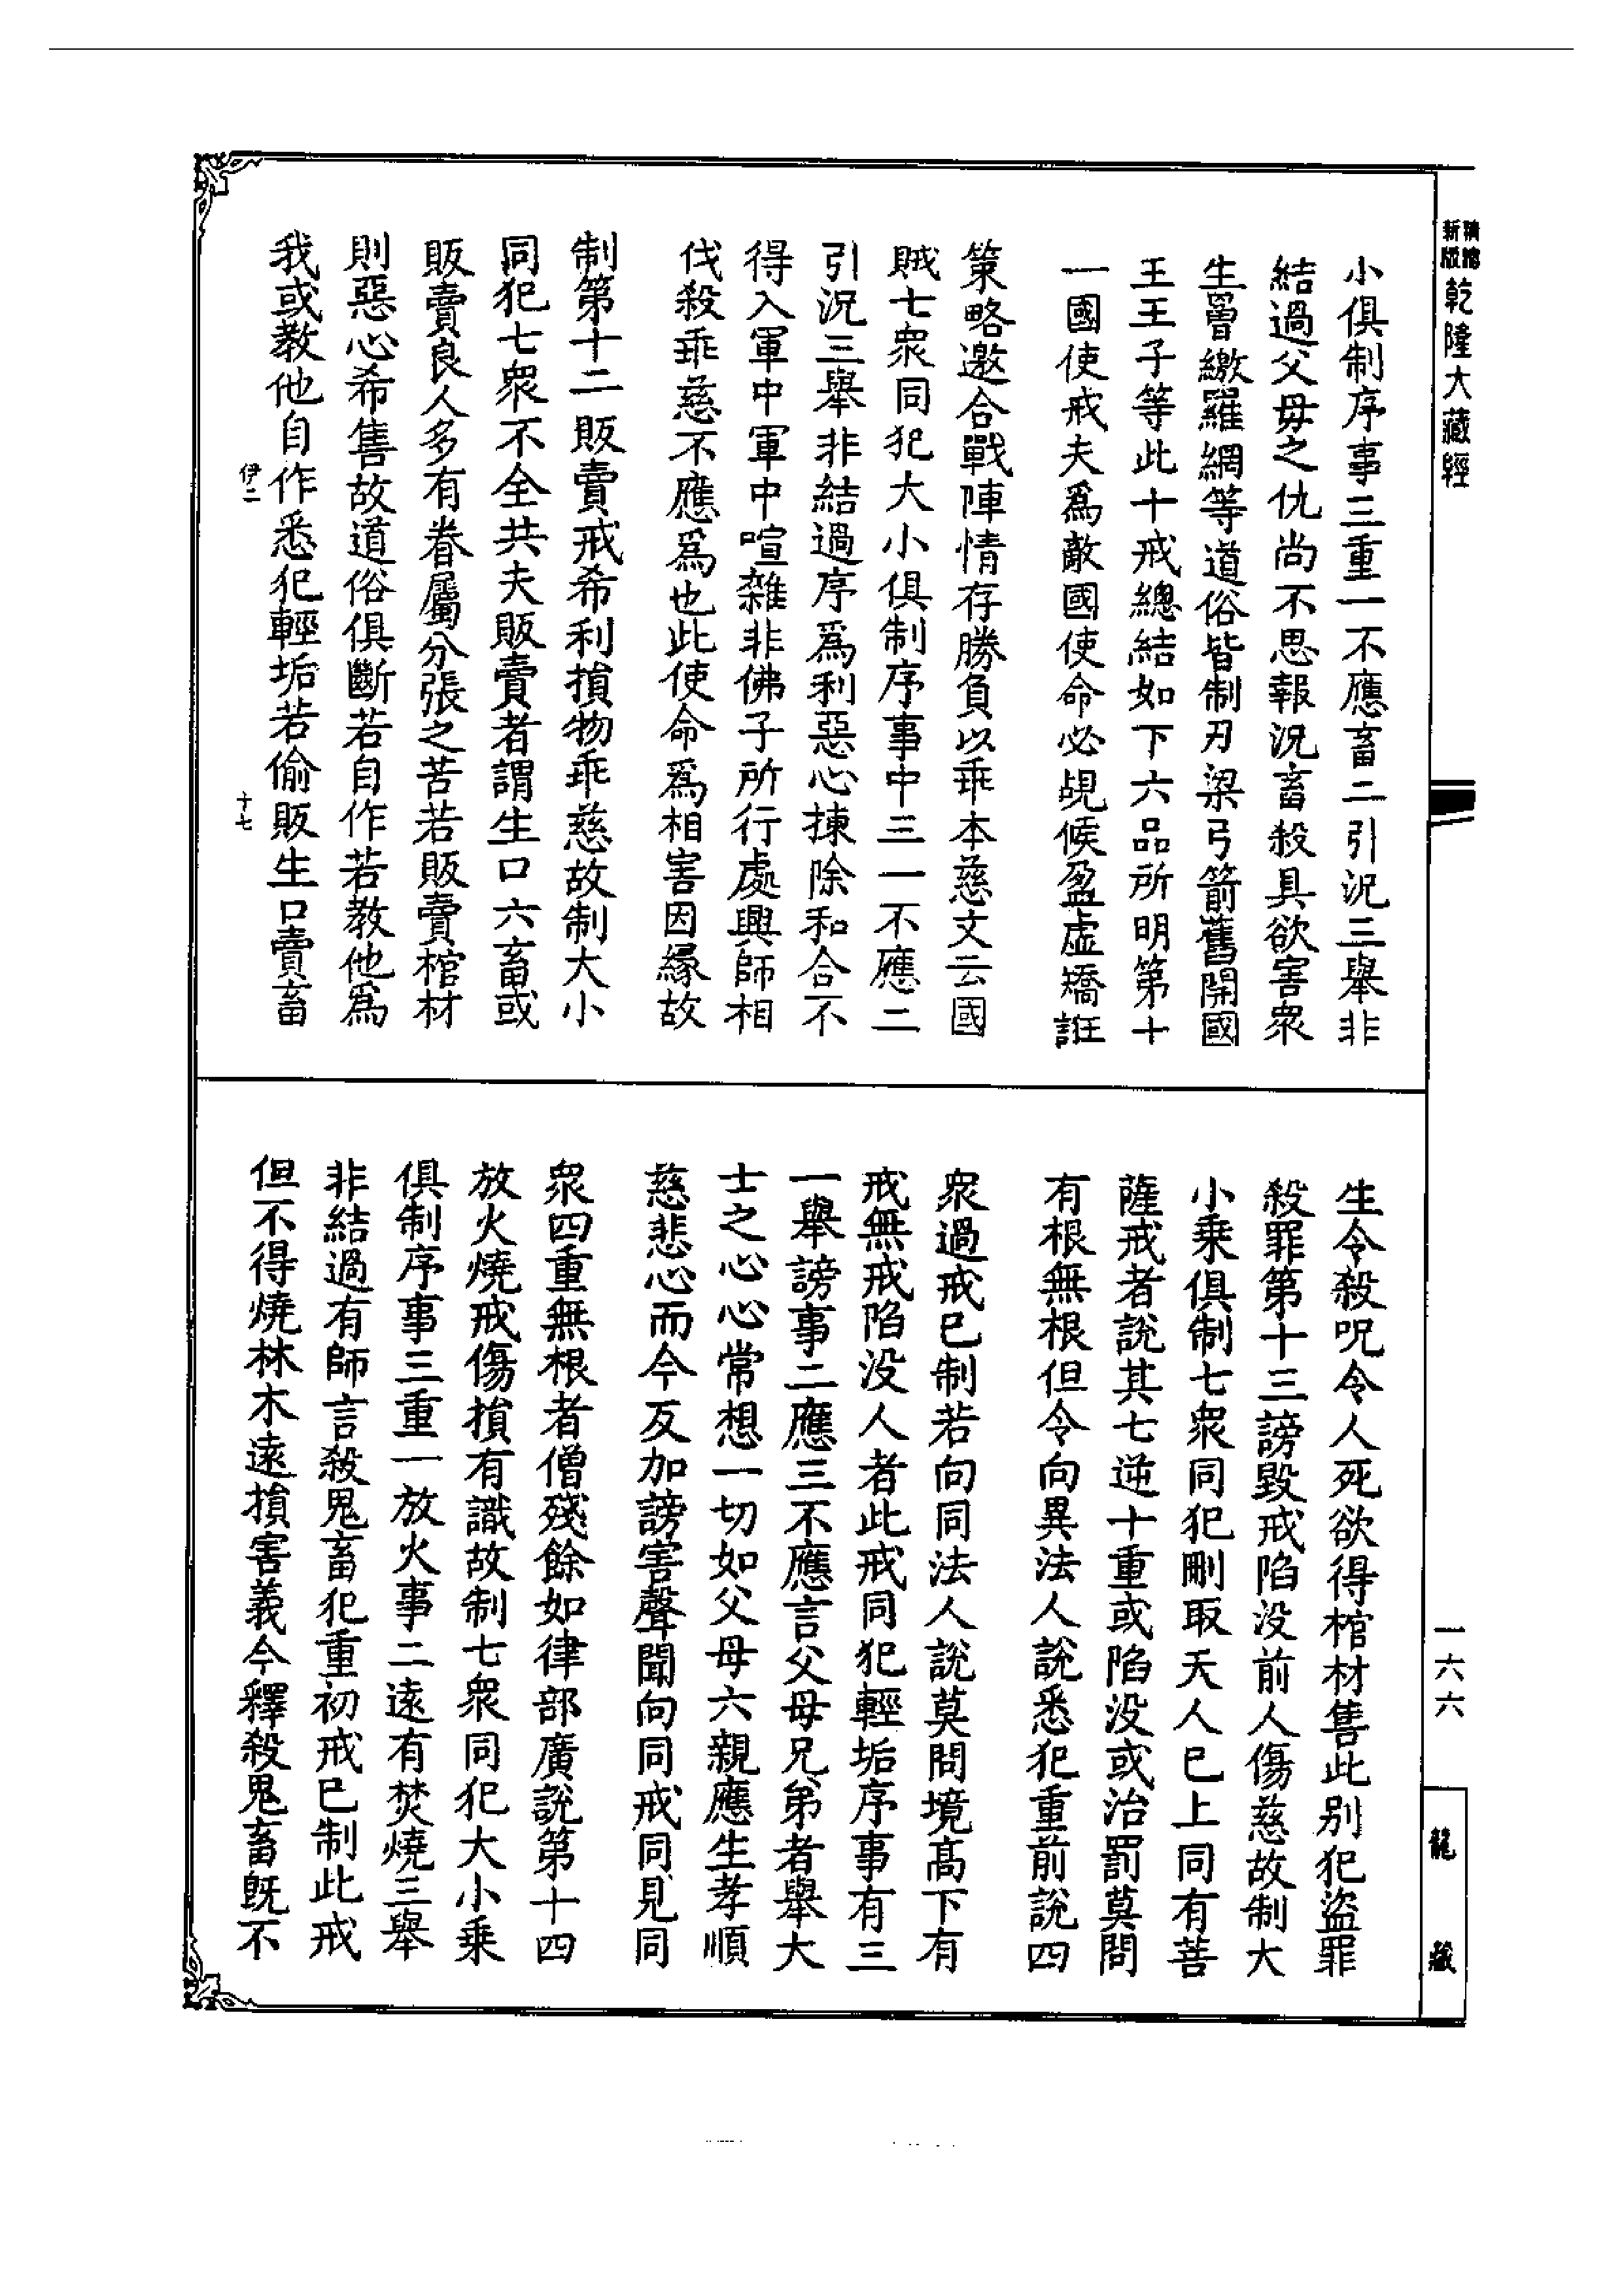 精繪
新版
乾隆大藏經
小俱制序事三重一不應畜二引況三舉非
結過父毋之仇尚不思報況畜殺具欲害衆
生罾繳羅網等道俗皆制刃梁弓箭舊開國
王王子等此十戒總結如下六品所明第十
一國使戒夫爲敵國使命必覘候盈虛矯誑
策略邀合戰陣情存勝負以乖本慈文云國
賊七衆同犯大小俱制序事中三一不應二
引況三舉非結過序爲利惡心揀除和合不
得入軍中軍中喧雜非佛子所行處興師相
伐殺乖慈不應爲也此使命爲相害因緣故
制第十二販賣戒希利損物乖慈故制大小
同犯七衆不全共夫販賣者謂生口六畜或
販賣良人多有眷屬分張之苦若販賣棺材
則惡心希售故道俗俱斷若自作若教他爲
我或教他自作悉犯輕垢若偷販生口賣畜
伊二
十七
生令殺呪令人死欲得棺材售此別犯盜罪
殺罪第十三謗毀戒陷没前人傷慈故制大
小乘俱制七衆同犯刪取天人已上同有菩
薩戒者說其七逆十重或陷没或治罰莫問
有根無根但令向異法人說悉犯重前說四
衆過戒已制若向同法人說莫問境高下有
戒無戒陷没人者此戒同犯輕垢序事有三
一舉謗事二應三不應言父母兄弟者舉大
士之心心常想一切如父母六親應生孝順
慈悲心而今反加謗害聲聞向同戒同見同
衆四重無根者僧殘餘如律部廣說第十四
放火燒戒傷損有識故制七衆同犯大小乘
俱制序事三重一放火事二遠有焚燒三舉
非結過有師言殺鬼畜犯重初戒已制此戒
但不得燒林木遠損害義今釋殺鬼畜旣不
一六六
龍藏